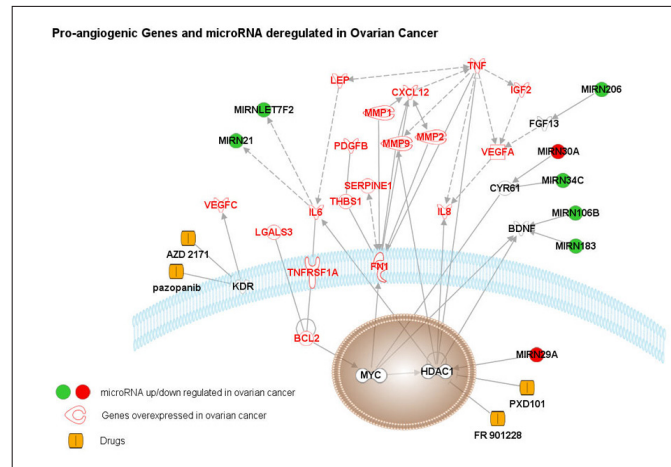 Pro-angiogenic Genes and microRNA deregulated in Ovarian Cancer
TNF
LEP
CXCL12
IGF2
MIRN206
MIRNLET7F2
MMP1
FGF13
MIRN21
MMP9
MMP2
PDGFB
VEGFA
MIRN30A
SERPINE1
CYR61
MIRN34C
VEGFC
THBS1
IL6
IL8
MIRN106B
LGALS3
BDNF
MIRN183
AZD 2171
TNFRSF1A
FN1
pazopanib
KDR
BCL2
MIRN29A
MYC
HDAC1
PXD101
microRNA up/down regulated in ovarian cancer
Genes overexpressed in ovarian cancer
FR 901228
Drugs